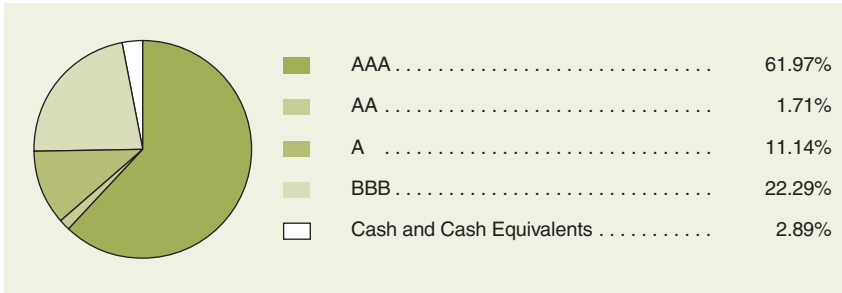 AAA . . . . . . . . . . . . . . . . . . . . . . . . . . . . . . 61.97%
AA . . . . . . . . . . . . . . . . . . . . . . . . . . . . . . . 1.71%
A . . . . . . . . . . . . . . . . . . . . . . . . . . . . . . . 11.14%
BBB . . . . . . . . . . . . . . . . . . . . . . . . . . . . . . 22.29%
Cash and Cash Equivalents . . . . . . . . . . . 2.89%